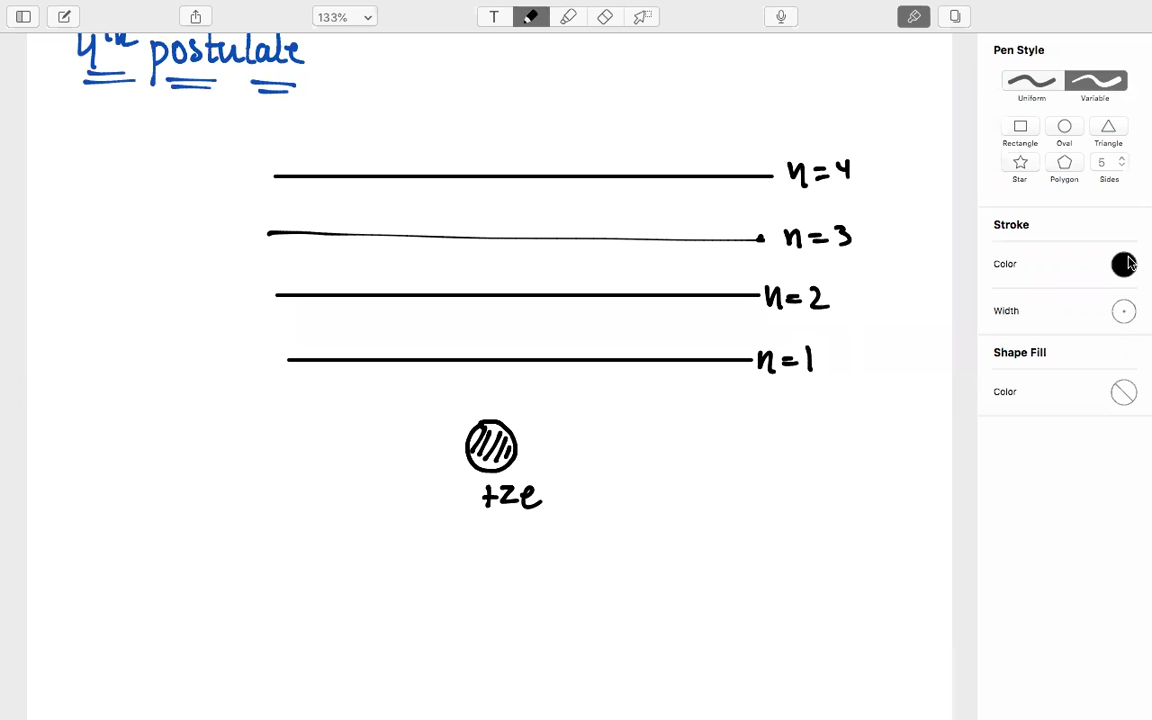 133%
T
4th postulate
n=4
n=3
n=2
n=1
+ze
Pen Style
Uniform Variable
Rectangle Oval Triangle
5
Star Polygon Sides
Stroke
Color
Width
Shape Fill
Color